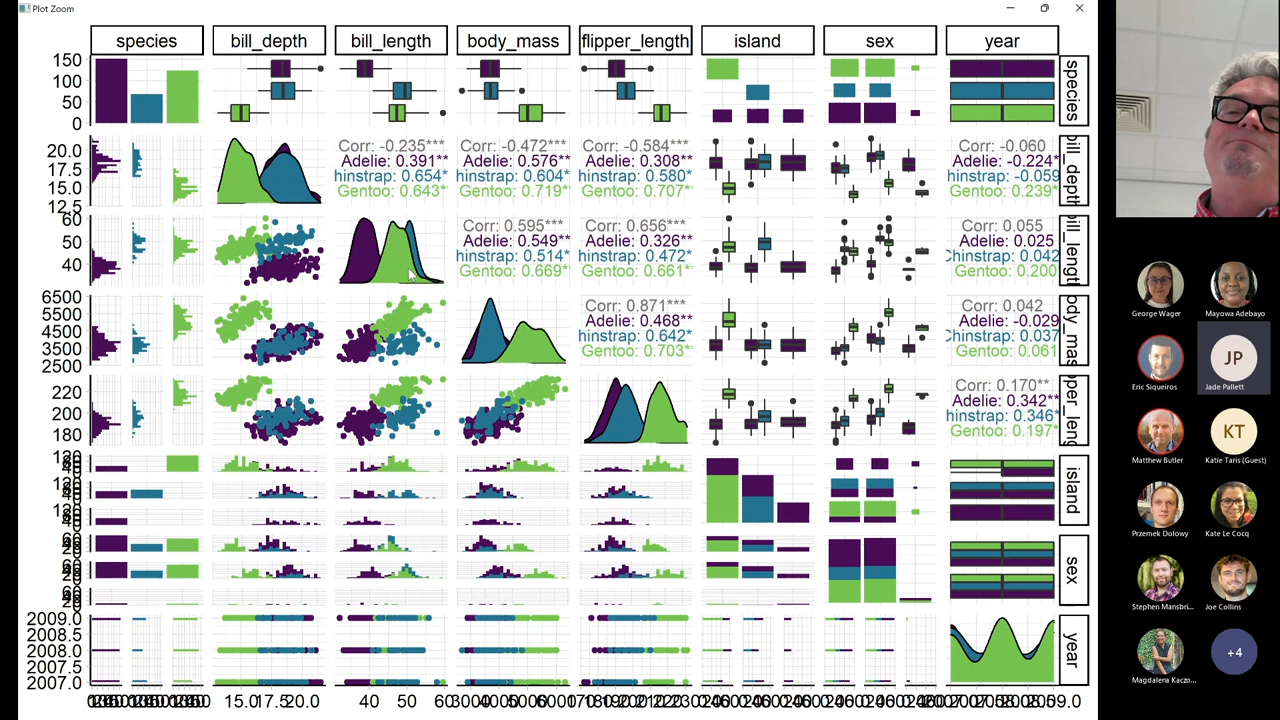 Plot Zoom
species bill_depth bill_length body_mass flipper_length island sex year
150
100
50
0
species
20.0
17.5
15.0
12.5
Corr: -0.235*** Corr: -0.472*** Corr: -0.584*** Corr: -0.060
Adelie: 0.391** Adelie: 0.576** Adelie: 0.308** Adelie: -0.224*
hinstrap: 0.654* hinstrap: 0.604* hinstrap: 0.580* hinstrap: -0.059
Gentoo: 0.643* Gentoo: 0.719* Gentoo: 0.707* Gentoo: 0.239*
bill_depth
60
50
40
Corr: 0.595*** Corr: 0.656*** Corr: 0.055
Adelie: 0.549** Adelie: 0.326** Adelie: 0.025
hinstrap: 0.514* hinstrap: 0.472* Chinstrap: 0.042
Gentoo: 0.669* Gentoo: 0.661* Gentoo: 0.200
bill_length
6500
5500
4500
3500
2500
Corr: 0.871*** Corr: 0.042
Adelie: 0.468** Adelie: -0.029
hinstrap: 0.642* Chinstrap: 0.037
Gentoo: 0.703* Gentoo: 0.061
body_mas
220
200
180
Corr: 0.170**
Adelie: 0.342**
hinstrap: 0.346*
Gentoo: 0.197*
pper_leng
island
sex
2009.0
2008.5
2008.0
2007.5
2007.0
year
15.0 17.5 20.0 40 50 60
George Wager
Mayowa Adebayo
Eric Siqueiros
JP
Jade Pallett
Matthew Butler
KT
Katie Taris (Guest)
Przemek Dolowy
Kate Le Cocq
Stephen Mansbri...
Joe Collins
Magdalena Kaczo...
+4